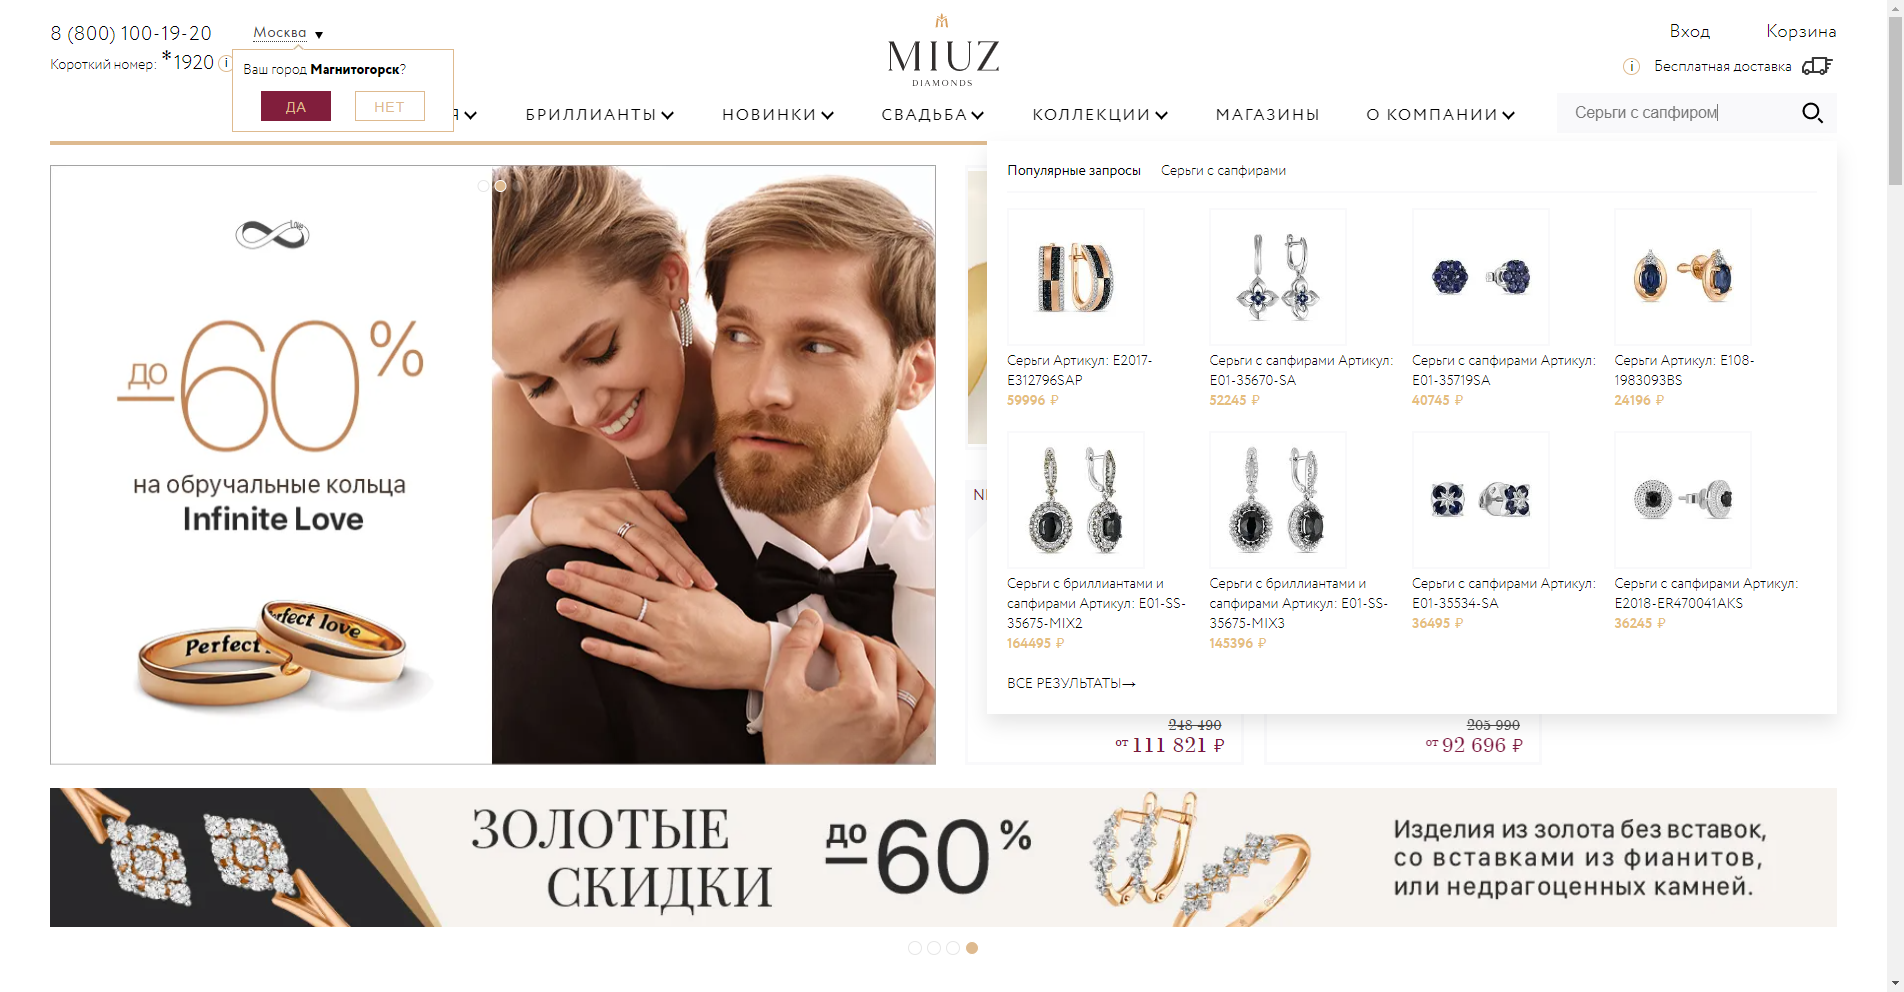 8 (800) 100-19-20
Москва ▼
Короткий номер: *1920
Ваш город Магнитогорск?
ДА
НЕТ
MIUZ
DIAMONDS
Вход
Корзина
Бесплатная доставка
Я
БРИЛЛИАНТЫ
НОВИНКИ
СВАДЬБА
КОЛЛЕКЦИИ
МАГАЗИНЫ
О КОМПАНИИ
Серьги с сапфиром
Популярные запросы
Серьги с сапфирами
Серьги Артикул: E2017-
E312796SAP
59996 ₽
Серьги с сапфирами Артикул:
E01-35670-SA
52245 ₽
Серьги с сапфирами Артикул:
E01-35719SA
40745 ₽
Серьги Артикул: E108-
1983093BS
24196 ₽
Серьги с бриллиантами и
сапфирами Артикул: E01-SS-
35675-MIX2
164495 ₽
Серьги с бриллиантами и
сапфирами Артикул: E01-SS-
35675-MIX3
145396 ₽
Серьги с сапфирами Артикул:
E01-35534-SA
36495 ₽
Серьги с сапфирами Артикул:
E2018-ER470041AKS
36245 ₽
ВСЕ РЕЗУЛЬТАТЫ→
Love
до
–60%
на обручальные кольца
Infinite Love
Perfect
Perfect love
248 490
от 111 821 ₽
205 990
от 92 696 ₽
ЗОЛОТЫЕ
СКИДКИ
до
–60%
Изделия из золота без вставок,
со вставками из фианитов,
или недрагоценных камней.